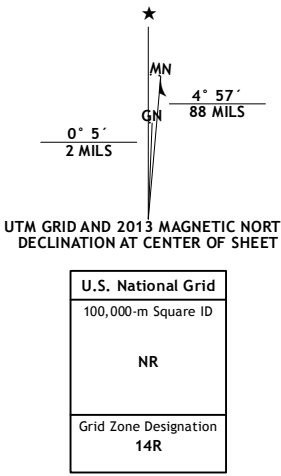 ★
MN
GN
4° 57´
88 MILS
0° 5´
2 MILS
UTM GRID AND 2013 MAGNETIC NORT
DECLINATION AT CENTER OF SHEET
U.S. National Grid
100,000-m Square ID
NR
Grid Zone Designation
14R